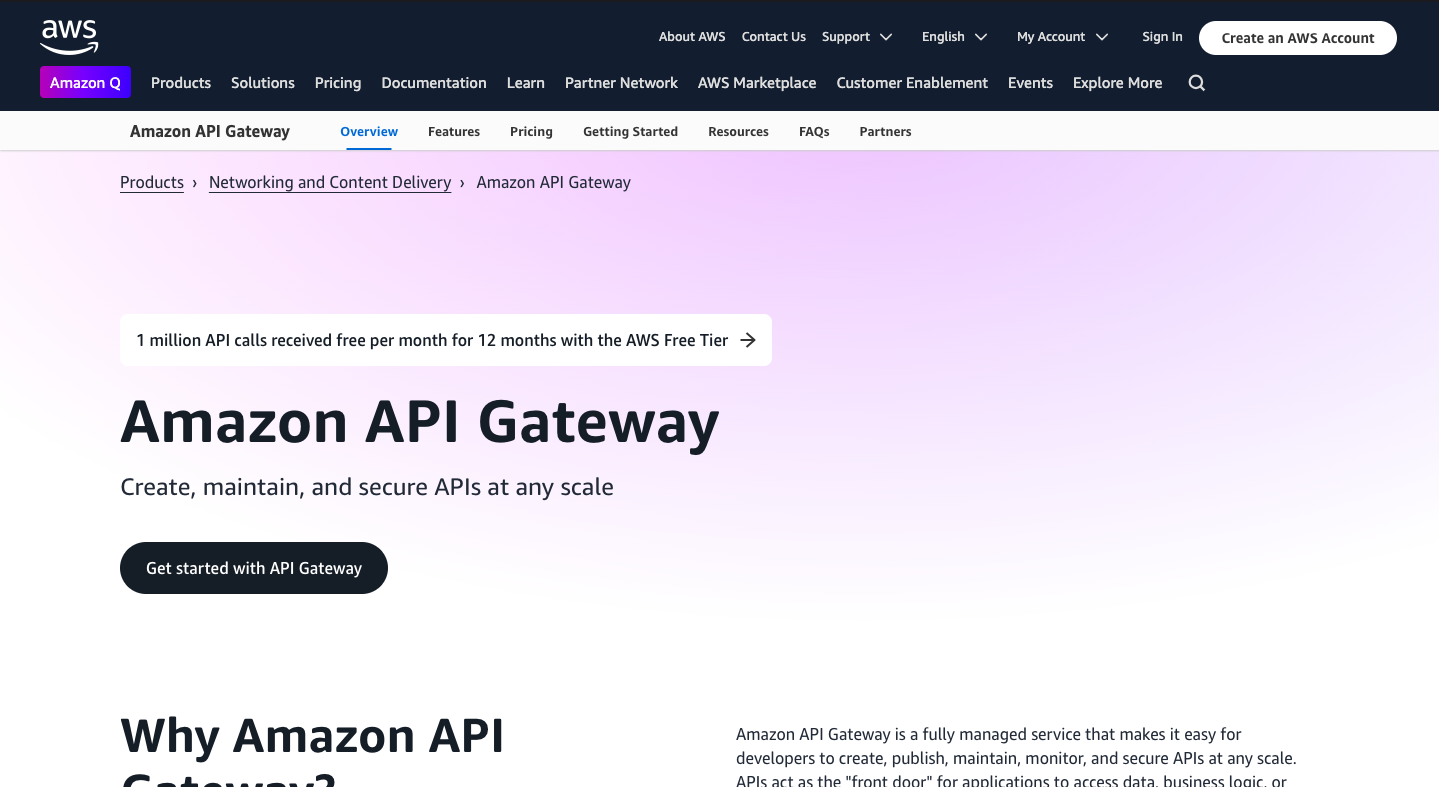 aws
About AWS Contact Us Support English My Account Sign In Create an AWS Account
Amazon Q Products Solutions Pricing Documentation Learn Partner Network AWS Marketplace Customer Enablement Events Explore More
Amazon API Gateway Overview Features Pricing Getting Started Resources FAQs Partners
Products › Networking and Content Delivery › Amazon API Gateway
1 million API calls received free per month for 12 months with the AWS Free Tier →
Amazon API Gateway
Create, maintain, and secure APIs at any scale
Get started with API Gateway
Why Amazon API
Gateway?
Amazon API Gateway is a fully managed service that makes it easy for
developers to create, publish, maintain, monitor, and secure APIs at any scale.
APIs act as the "front door" for applications to access data, business logic, or